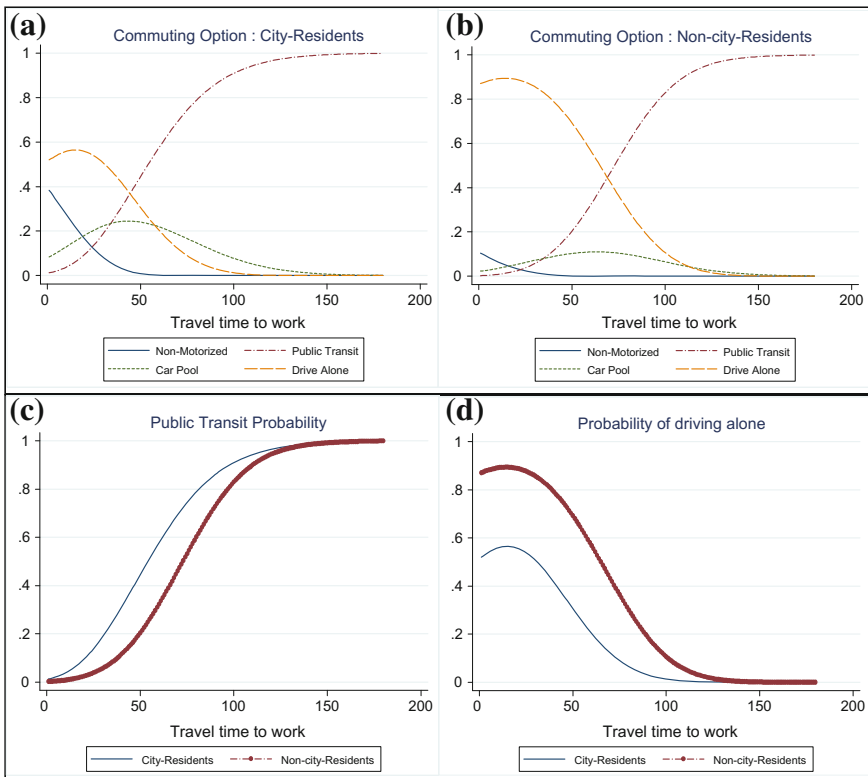 (a)
Commuting Option : City-Residents
1
.8
.6
.4
.2
0
0 50 100 150 200
Travel time to work
Non-Motorized Public Transit
Car Pool Drive Alone
(b)
Commuting Option : Non-city-Residents
1
.8
.6
.4
.2
0
0 50 100 150 200
Travel time to work
Non-Motorized Public Transit
Car Pool Drive Alone
(c)
Public Transit Probability
1
.8
.6
.4
.2
0
0 50 100 150 200
Travel time to work
City-Residents Non-city-Residents
(d)
Probability of driving alone
1
.8
.6
.4
.2
0
0 50 100 150 200
Travel time to work
City-Residents Non-city-Residents